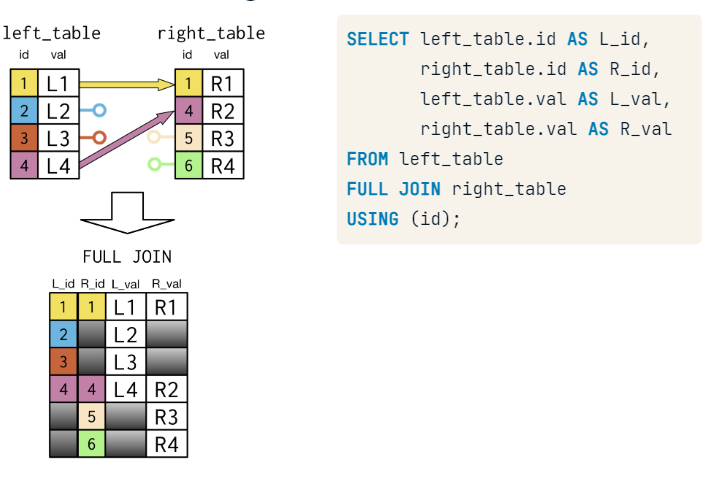 left_table right_table
id val id val
1 L1 1 R1
2 L2 4 R2
3 L3 5 R3
4 L4 6 R4
FULL JOIN
L_id R_id L_val R_val
1 1 L1 R1
2 L2
3 L3
4 4 L4 R2
5 R3
6 R4
SELECT left_table.id AS L_id,
right_table.id AS R_id,
left_table.val AS L_val,
right_table.val AS R_val
FROM left_table
FULL JOIN right_table
USING (id);